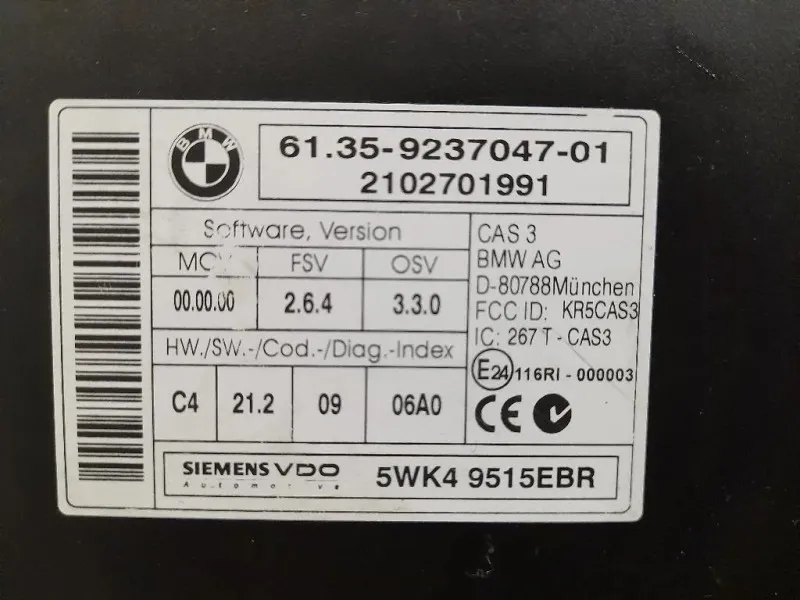 BMW
61.35-9237047-01
2102701991
Software, Version
FSV OSV
00.00.00 2.6.4 3.3.0
HW./SW.-/Cod.-/Diag.-Index
C4 21.2 09 06A0
CAS 3
BMW AG
D-80788München
FCC ID: KR5CAS3
IC: 267T - CAS3
E24 116RI - 000003
CE
SIEMENS VDO
Automotive
5WK4 9515EBR